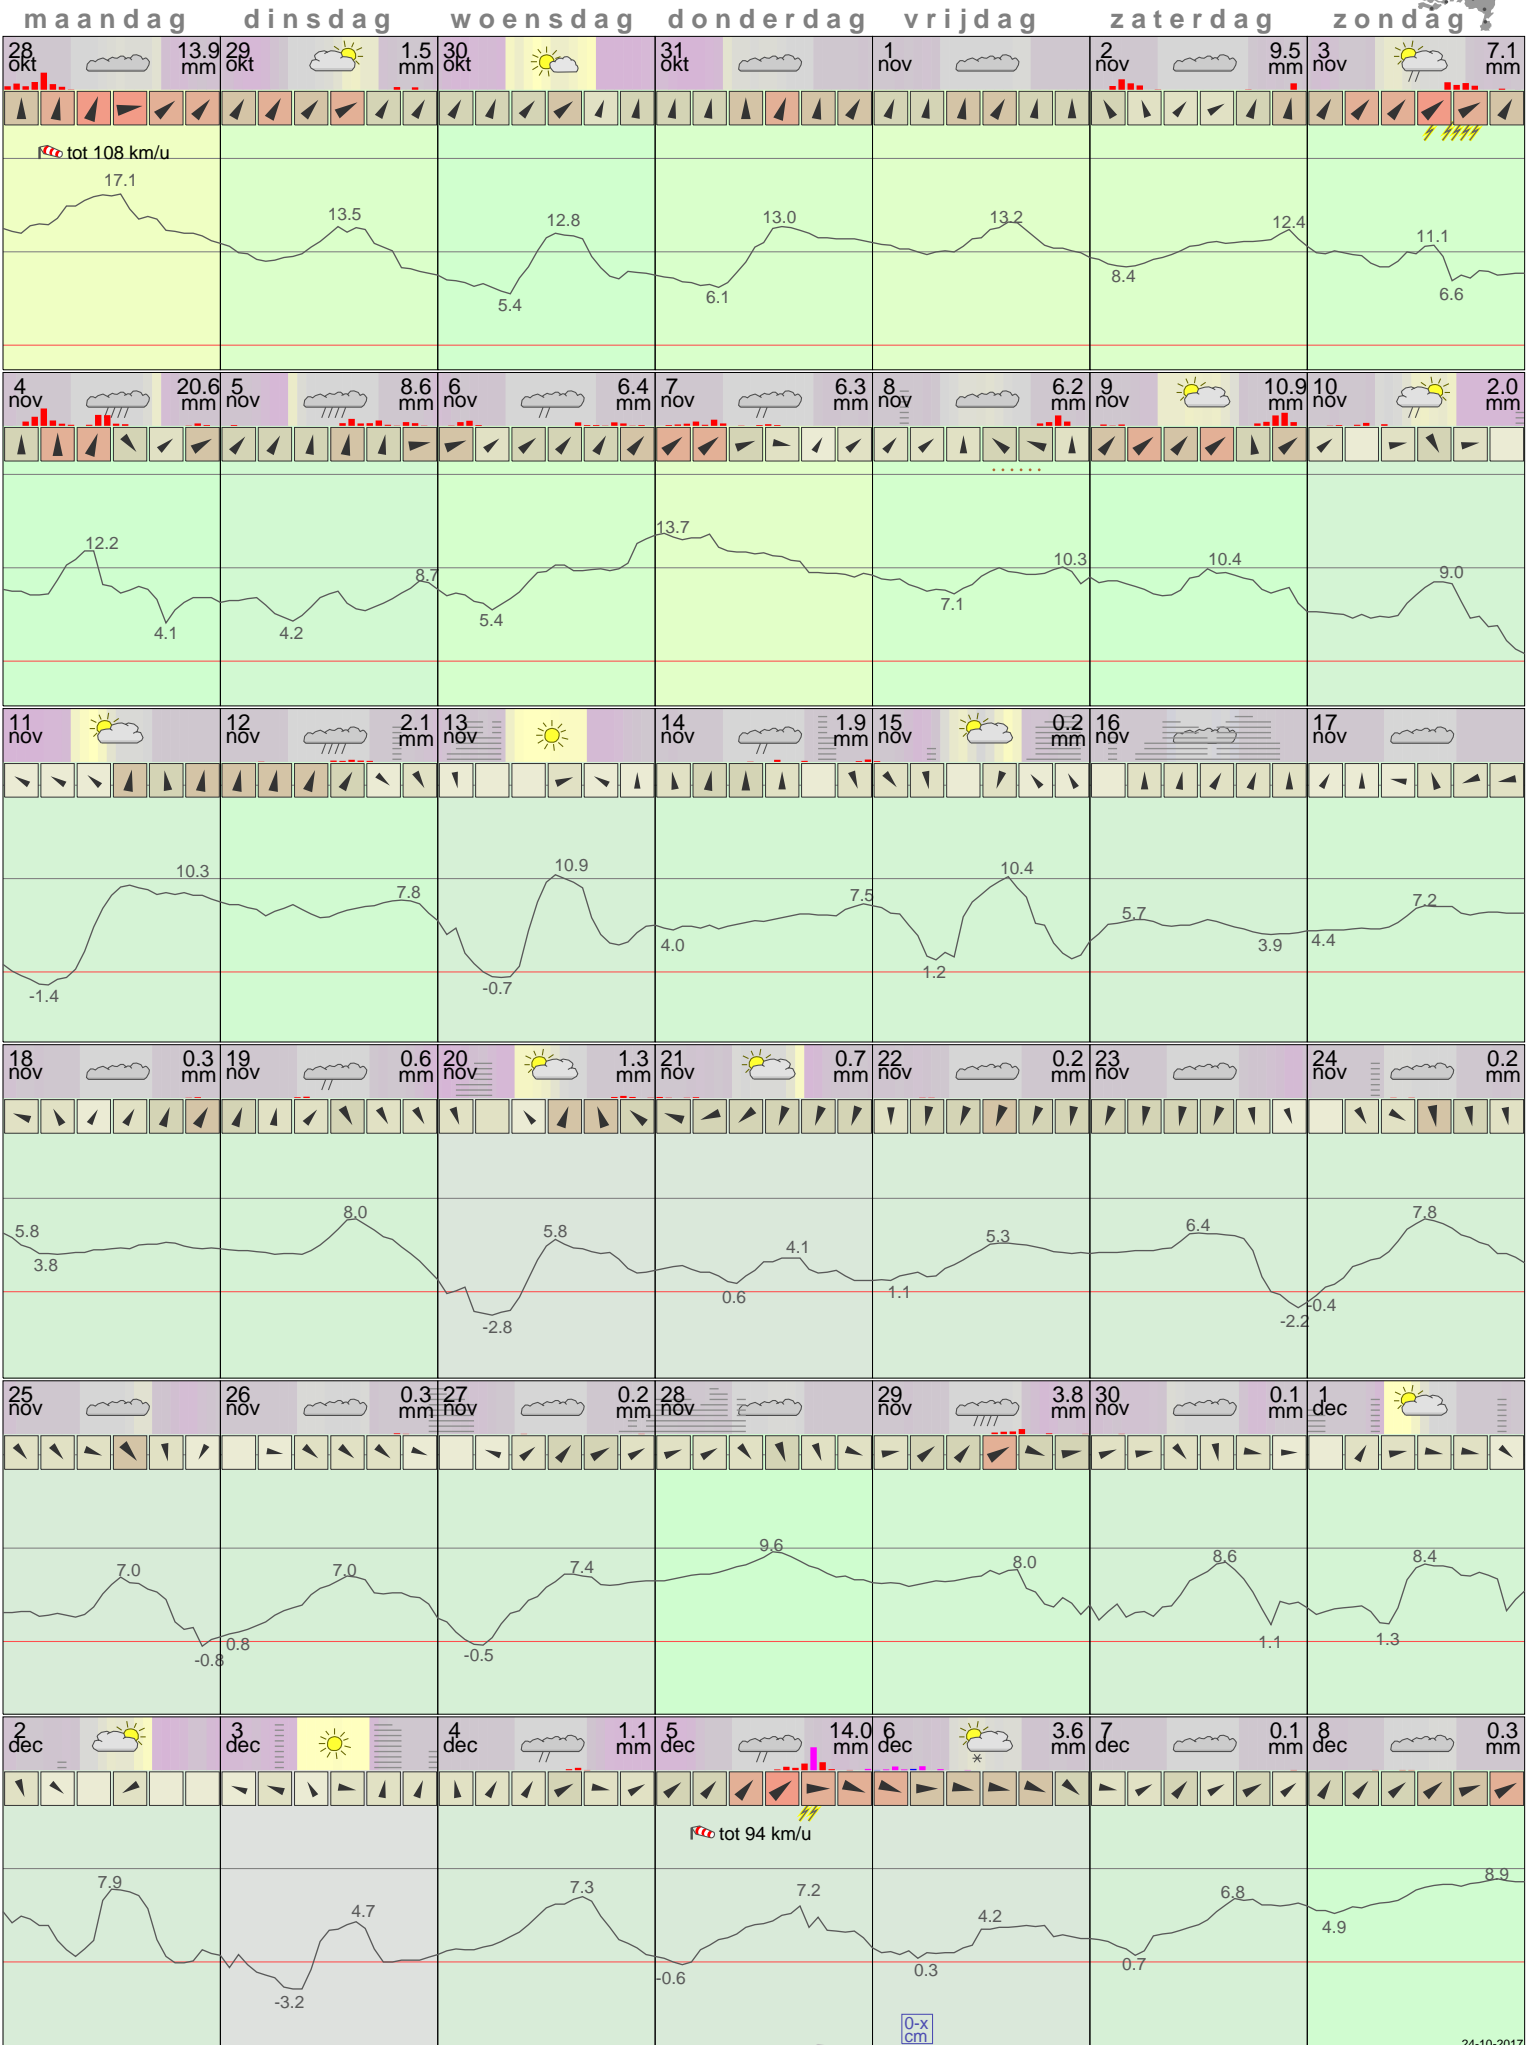 maandag dinsdag woensdag donderdag vrijdag zaterdag zondag
28 13.9 29 1.5 30 31 1 2 9.5 3 7.1
okt mm okt mm okt okt nov nov mm nov mm
tot 108 km/u
17.1 13.5 12.8 13.0 13.2 12.4 11.1
5.4 6.1 8.4 6.6
4 20.6 5 8.6 6 6.4 7 6.3 8 6.2 9 10.9 10 2.0
nov mm nov mm nov mm nov mm nov mm nov mm nov mm
12.2 8.7 13.7 10.3 10.4 9.0
4.1 4.2 5.4 7.1
11 12 2.1 13 14 1.9 15 0.2 16 17
nov nov mm nov nov mm nov mm nov nov
10.3 7.8 10.9 7.5 10.4 5.7 7.2
-1.4 -0.7 4.0 1.2 3.9 4.4
18 0.3 19 0.6 20 1.3 21 0.7 22 0.2 23 24 0.2
nov mm nov mm nov mm nov mm nov mm nov nov mm
5.8 8.0 5.8 4.1 5.3 6.4 7.8
3.8 -2.8 0.6 1.1 -2.2 -0.4
25 26 0.3 27 0.2 28 29 3.8 30 0.1 1
nov nov mm nov mm nov nov mm nov mm dec
7.0 7.0 7.4 9.6 8.0 8.6 8.4
-0.8 0.8 -0.5 1.1 1.3
2 3 4 1.1 5 14.0 6 3.6 7 0.1 8 0.3
dec dec dec mm dec mm dec mm dec mm dec mm
tot 94 km/u
7.9 4.7 7.3 7.2 4.2 6.8 8.9
-3.2 -0.6 0.3 0.7 4.9
0-x
cm
24-10-2017